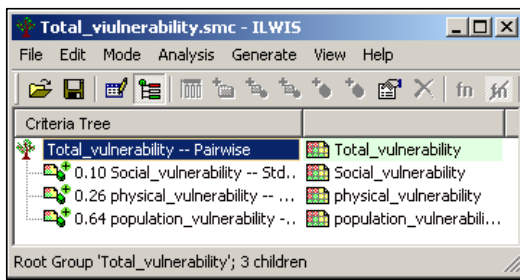 Total_viulnerability.smc - ILWIS
File Edit Mode Analysis Generate View Help
fn
Criteria Tree
Total_vulnerability -- Pairwise Total_vulnerability
0.10 Social_vulnerability -- Std.. Social_vulnerability
0.26 physical_vulnerability -- ... physical_vulnerability
0.64 population_vulnerability -.. population_vulnerabili...
Root Group 'Total_vulnerability'; 3 children